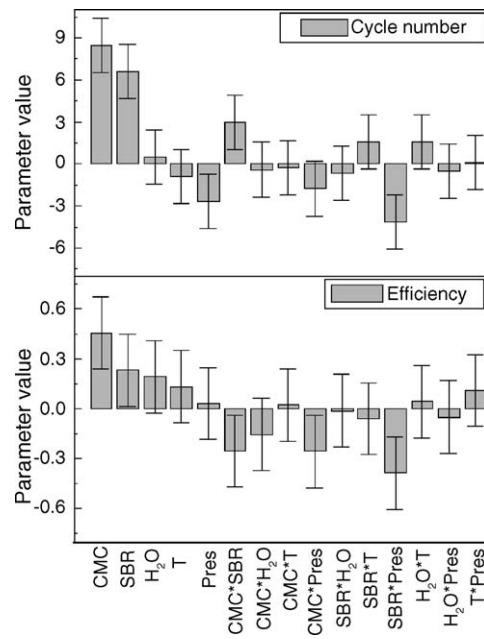 Cycle number
Parameter value
9
6
3
0
-3
-6
Efficiency
Parameter value
0.6
0.3
0.0
-0.3
-0.6
CMC
SBR
H₂O
T
Pres
CMC*SBR
CMC*H₂O
CMC*T
CMC*Pres
SBR*H₂O
SBR*T
SBR*Pres
H₂O*T
H₂O*Pres
T*Pres